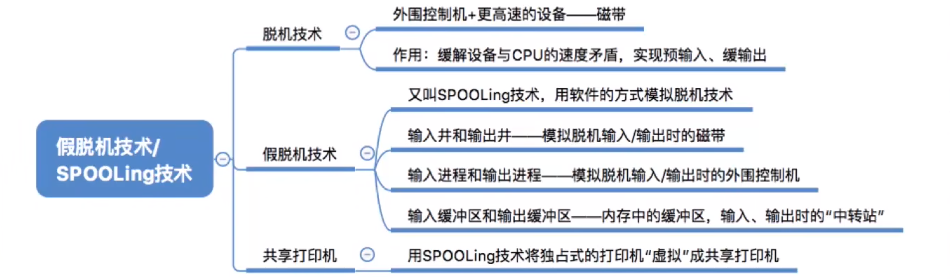 假脱机技术/
SPOOLing技术
脱机技术
外围控制机+更高速的设备——磁带
作用：缓解设备与CPU的速度矛盾，实现预输入、缓输出
假脱机技术
又叫SPOOLing技术，用软件的方式模拟脱机技术
输入井和输出井——模拟脱机输入/输出时的磁带
输入进程和输出进程——模拟脱机输入/输出时的外围控制机
输入缓冲区和输出缓冲区——内存中的缓冲区，输入、输出时的“中转站”
共享打印机
用SPOOLing技术将独占式的打印机“虚拟”成共享打印机